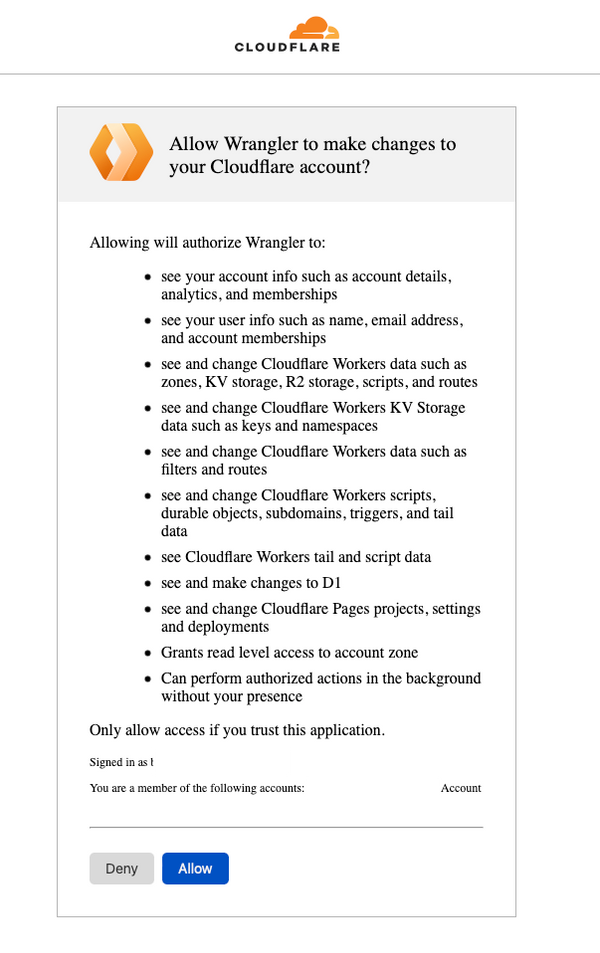 CLOUDFLARE
Allow Wrangler to make changes to
your Cloudflare account?
Allowing will authorize Wrangler to:
• see your account info such as account details,
analytics, and memberships
• see your user info such as name, email address,
and account memberships
• see and change Cloudflare Workers data such as
zones, KV storage, R2 storage, scripts, and routes
• see and change Cloudflare Workers KV Storage
data such as keys and namespaces
• see and change Cloudflare Workers data such as
filters and routes
• see and change Cloudflare Workers scripts,
durable objects, subdomains, triggers, and tail
data
• see Cloudflare Workers tail and script data
• see and make changes to D1
• see and change Cloudflare Pages projects, settings
and deployments
• Grants read level access to account zone
• Can perform authorized actions in the background
without your presence
Only allow access if you trust this application.
Signed in as
You are a member of the following accounts: Account
Deny Allow